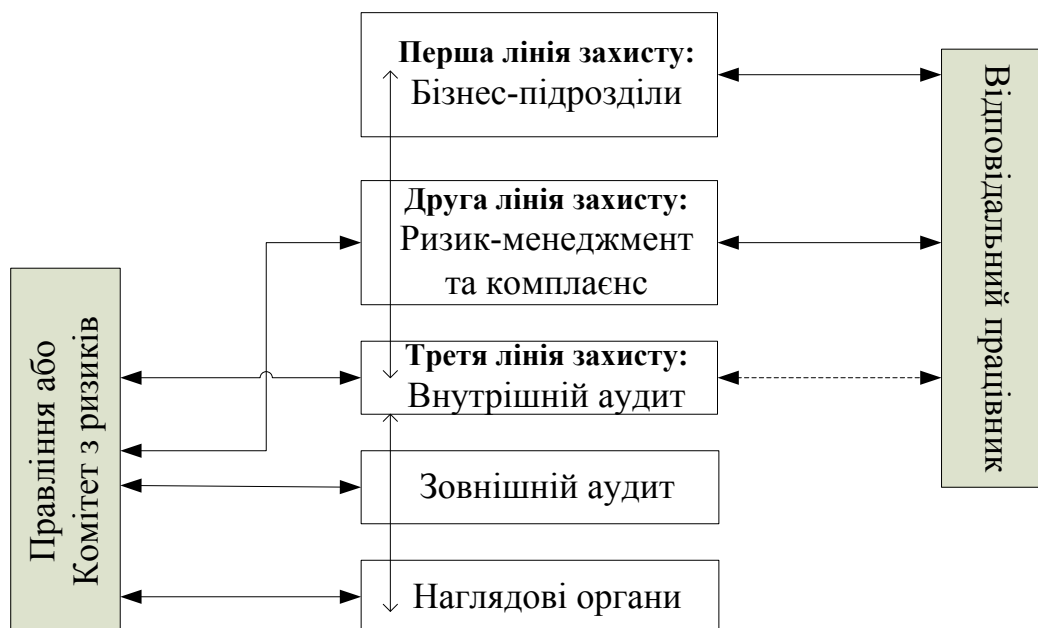 Перша лінія захисту:
Бізнес-підрозділи
Друга лінія захисту:
Ризик-менеджмент
та комплаєнс
Третя лінія захисту:
Внутрішній аудит
Зовнішній аудит
Наглядові органи
Правління або
Комітет з ризиків
Відповідальний працівник